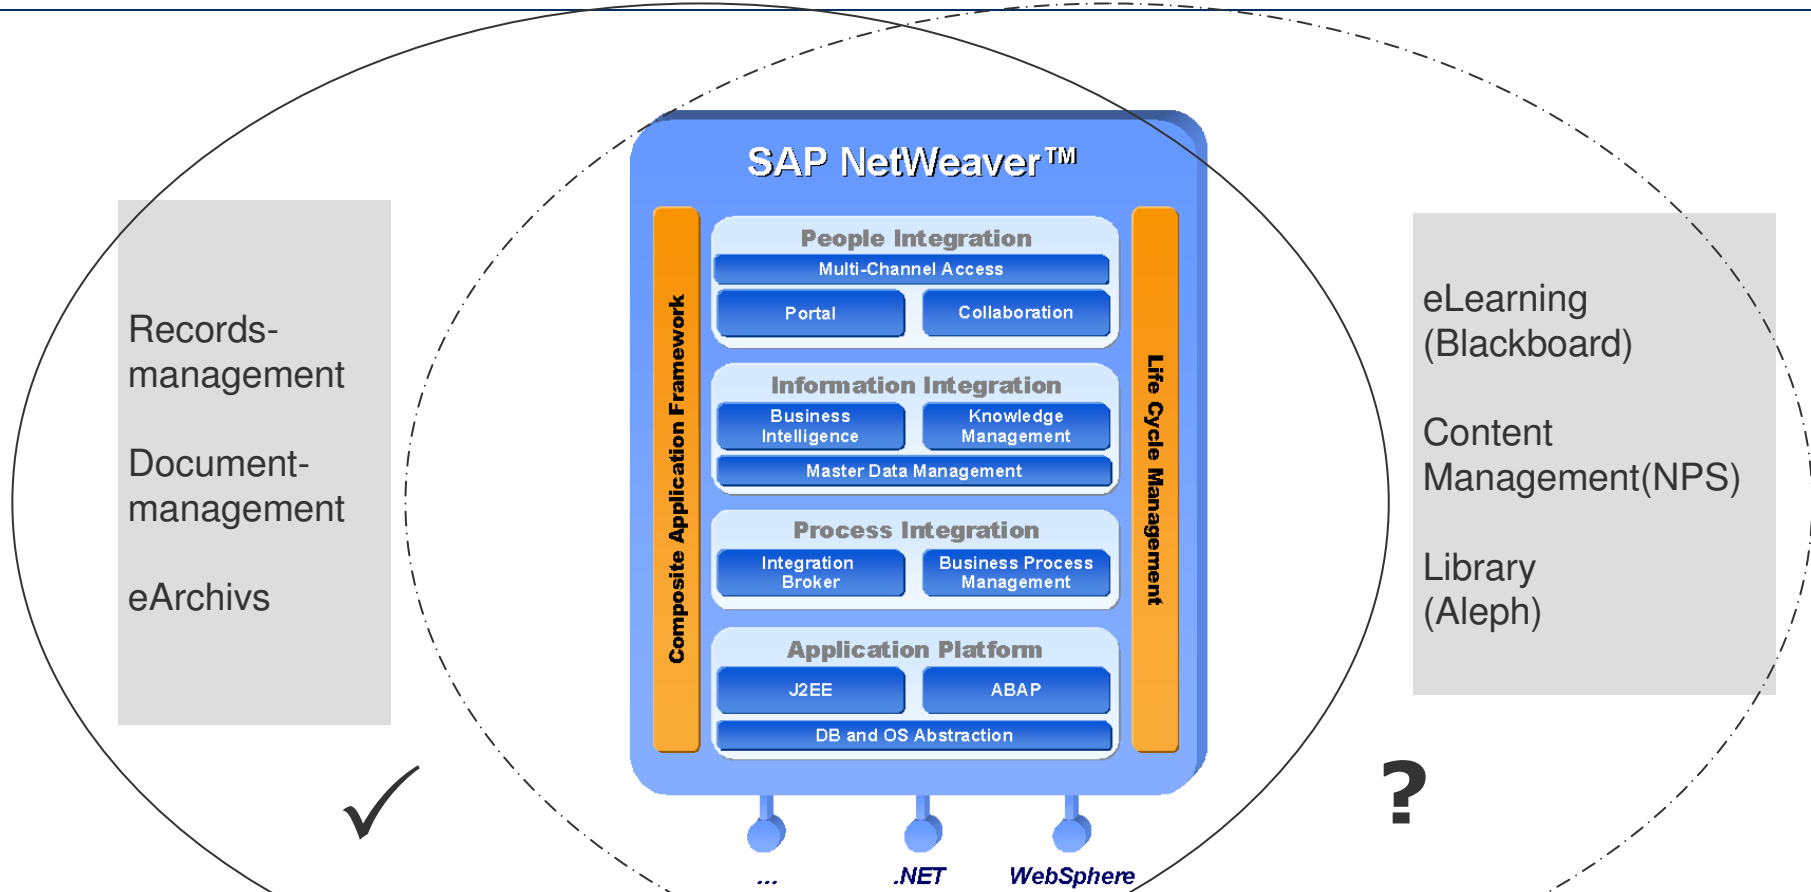 SAP NetWeaver™
Records-
management
Document-
management
eArchivs
✓
Composite Application Framework
People Integration
Multi-Channel Access
Portal
Collaboration
Information Integration
Business
Intelligence
Knowledge
Management
Master Data Management
Process Integration
Integration
Broker
Business Process
Management
Application Platform
J2EE
ABAP
DB and OS Abstraction
Life Cycle Management
...
.NET
WebSphere
eLearning
(Blackboard)
Content
Management(NPS)
Library
(Aleph)
?